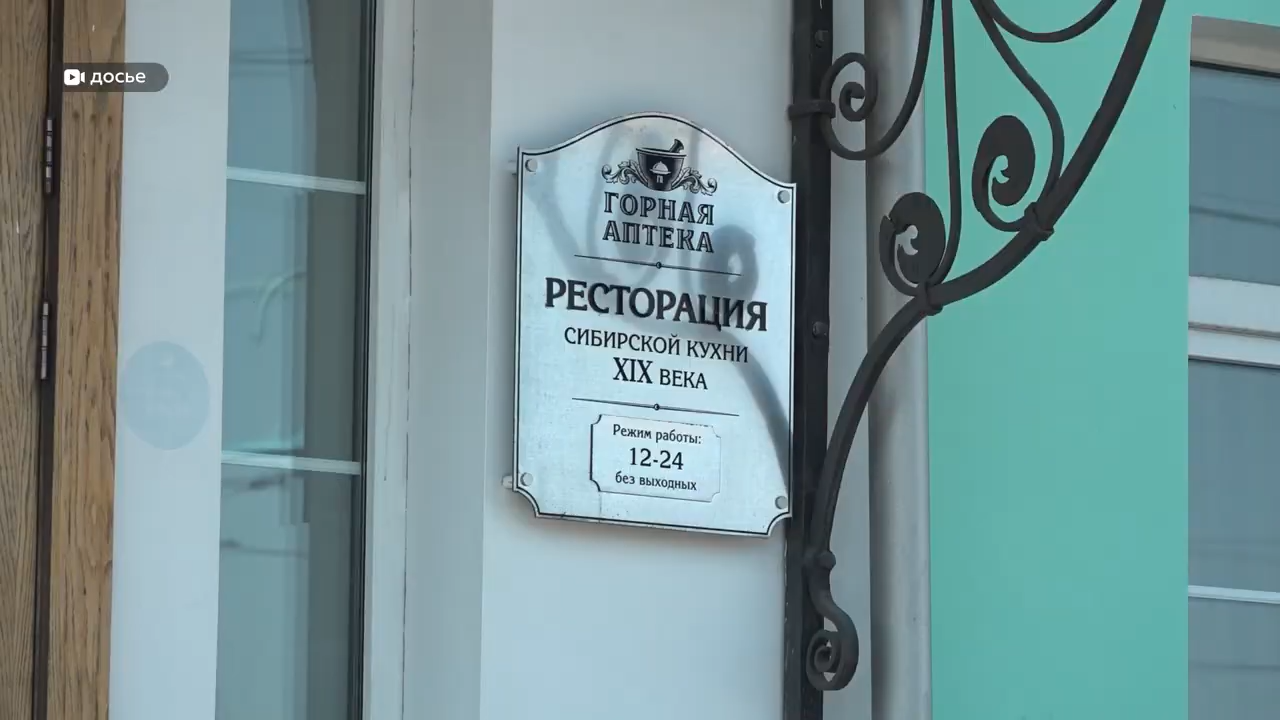 досье
ГОРНАЯ
АПТЕКА
РЕСТОРАЦИЯ
СИБИРСКОЙ КУХНИ
XIX ВЕКА
Режим работы:
12-24
без выходных